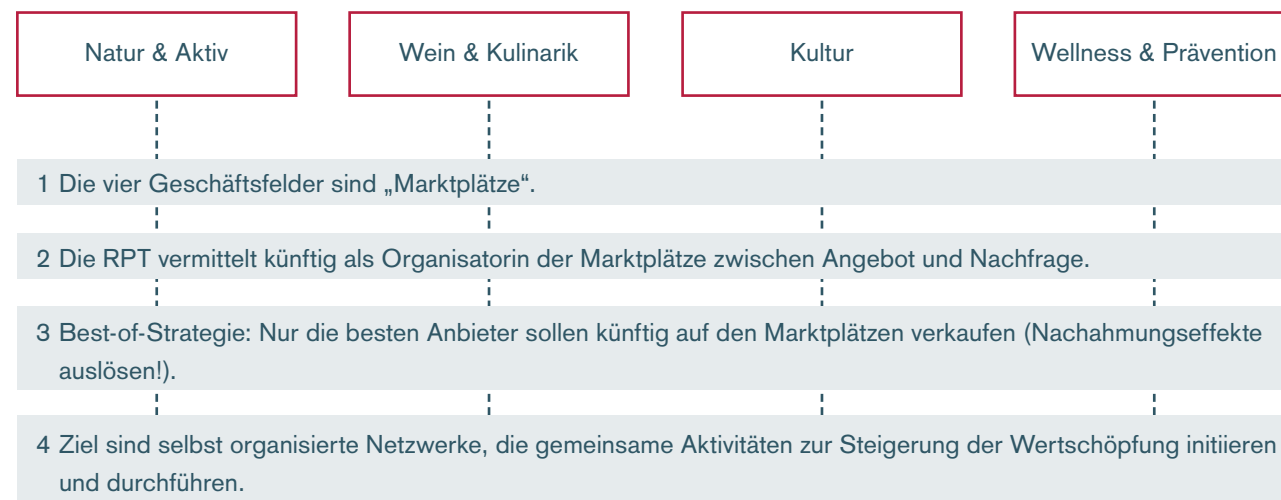 Natur & Aktiv
Wein & Kulinarik
Kultur
Wellness & Prävention
1 Die vier Geschäftsfelder sind „Marktplätze“.
2 Die RPT vermittelt künftig als Organisatorin der Marktplätze zwischen Angebot und Nachfrage.
3 Best-of-Strategie: Nur die besten Anbieter sollen künftig auf den Marktplätzen verkaufen (Nachahmungseffekte
auslösen!).
4 Ziel sind selbst organisierte Netzwerke, die gemeinsame Aktivitäten zur Steigerung der Wertschöpfung initiieren
und durchführen.